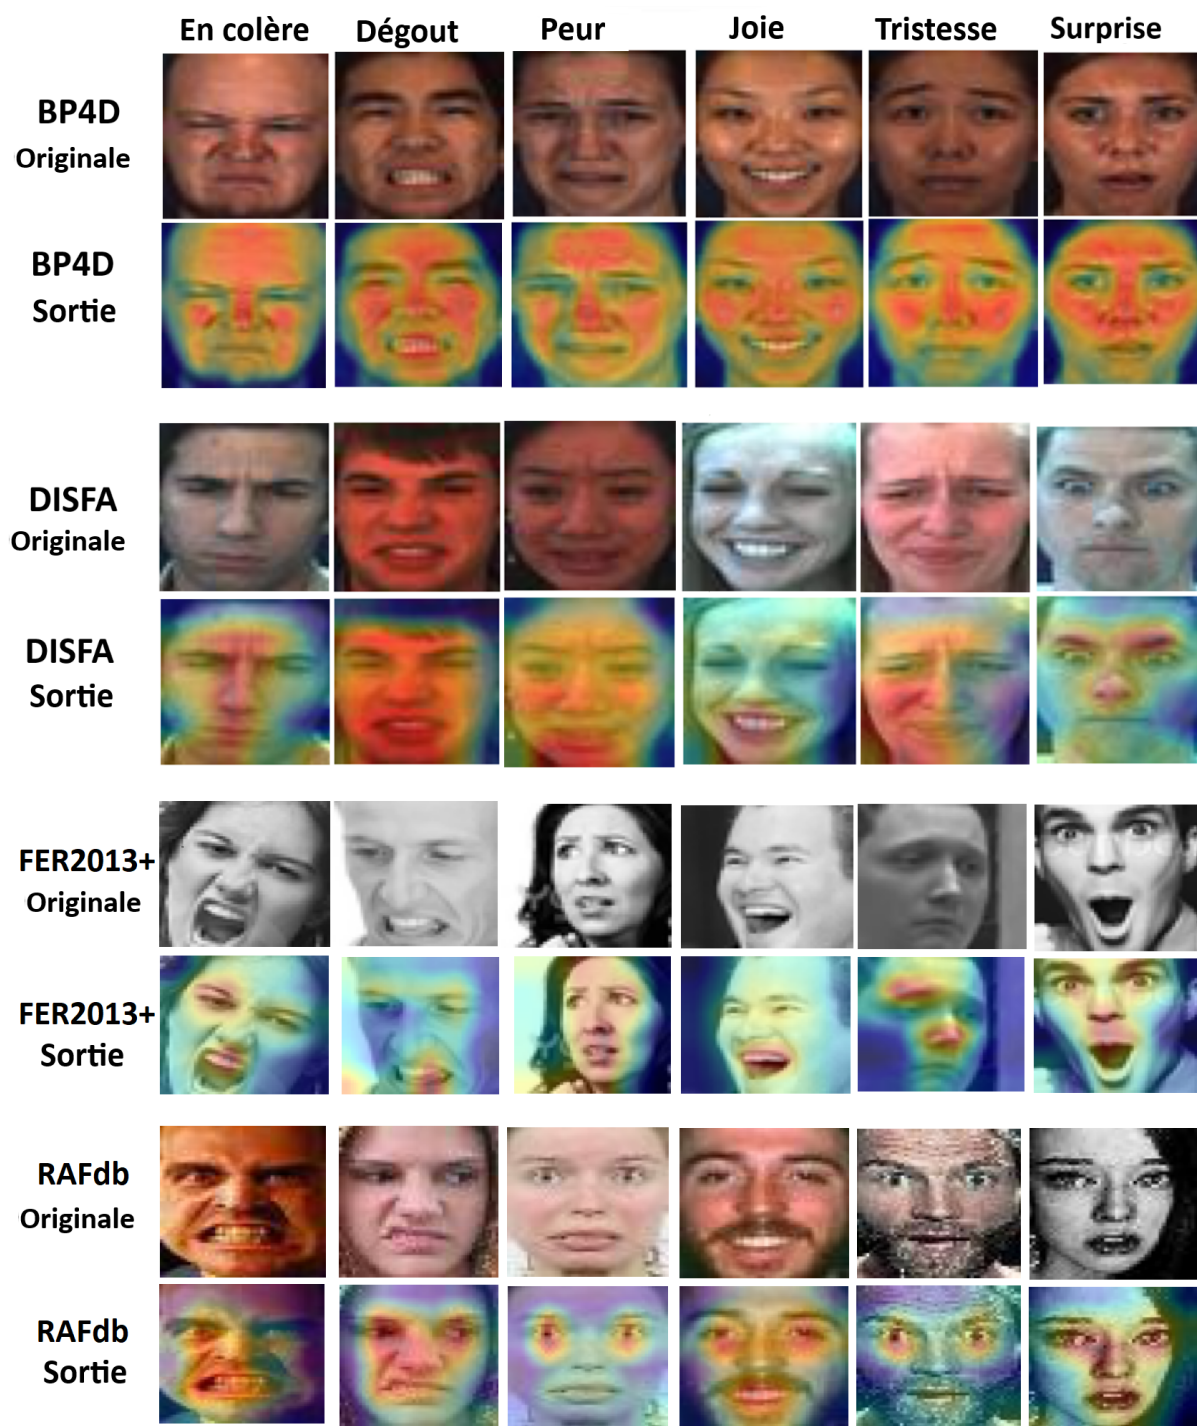 En colère Dégout Peur Joie Tristesse Surprise
BP4D
Originale
BP4D
Sortie
DISFA
Originale
DISFA
Sortie
FER2013+
Originale
FER2013+
Sortie
RAFdb
Originale
RAFdb
Sortie